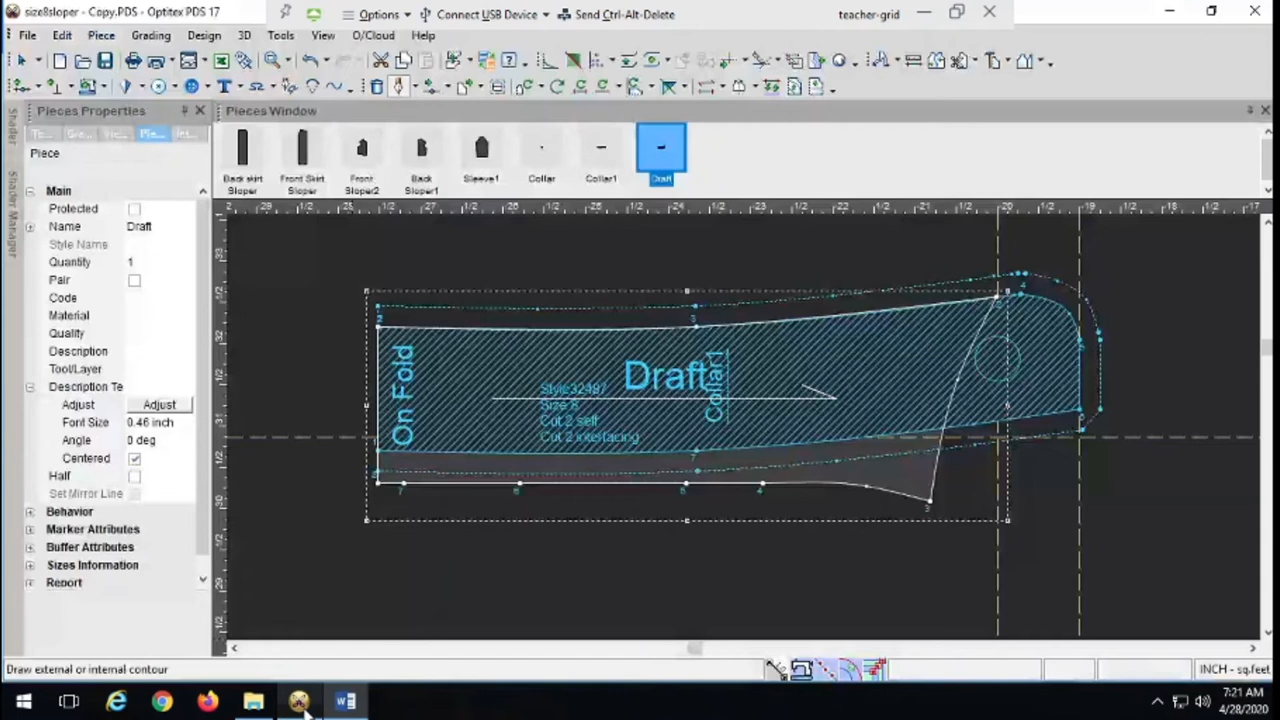 size8sloper - Copy.PDS - Optitex PDS 17
Options
Connect USB Device
Send Ctrl-Alt-Delete
teacher-grid
File Edit Piece Grading Design 3D Tools View O/Cloud Help
Pieces Properties
Pieces Window
Shader
Shader Manager
Piece
Main
Protected
Name Draft
Style Name
Quantity 1
Pair
Code
Material
Quality
Description
Tool/Layer
Description Te
Adjust Adjust
Font Size 0.46 inch
Angle 0 deg
Centered
Half
Set Mirror Line
Behavior
Marker Attributes
Buffer Attributes
Sizes Information
Report
Back skirt Sloper
Front Skirt Sloper
Front Sloper2
Back Sloper1
Sleeve1
Collar
Collar1
Draft
On Fold
Draft
Collar1
Style32487
Size 8
Cut 2 self
Cut 2 interfacing
Draw external or internal contour
INCH - sq.feet
7:21 AM
4/28/2020